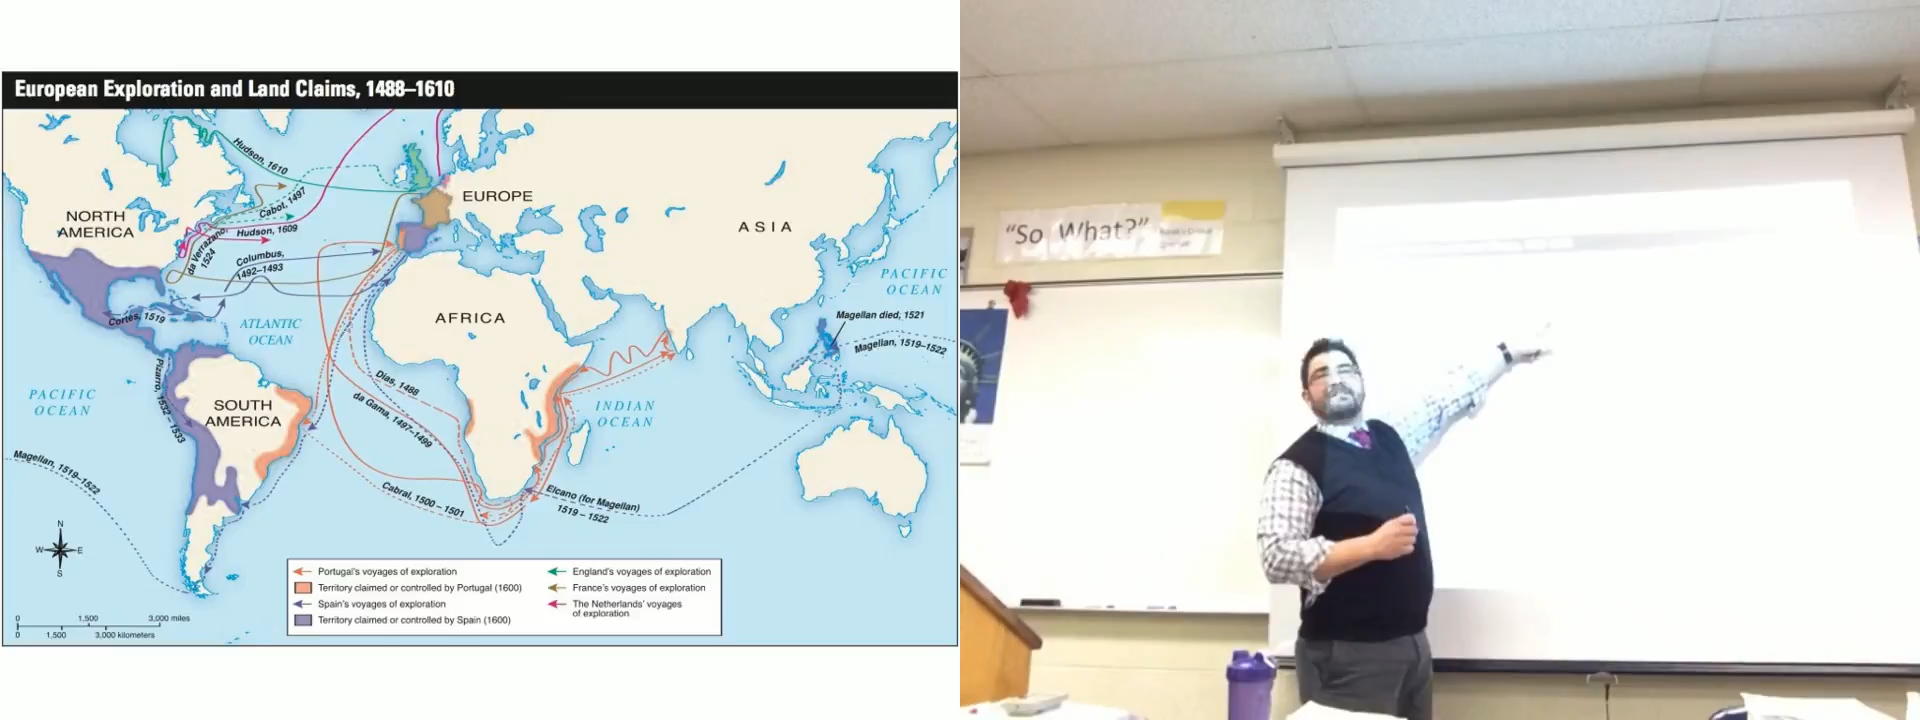 European Exploration and Land Claims, 1488–1610
Hudson, 1610
Cabot, 1497
Hudson, 1609
da Verrazano,
1524
Columbus,
1492–1493
Cortés, 1519
Pizarro, 1532–1533
NORTH
AMERICA
EUROPE
ASIA
AFRICA
SOUTH
AMERICA
ATLANTIC
OCEAN
PACIFIC
OCEAN
PACIFIC
OCEAN
INDIAN
OCEAN
Magellan died, 1521
Magellan, 1519–1522
Dias, 1488
da Gama, 1497–1499
Cabral, 1500–1501
Elcano (for Magellan)
1519–1522
Magellan, 1519–1522
N
W E
S
0 1,500 3,000 miles
0 1,500 3,000 kilometers
Portugal's voyages of exploration
Territory claimed or controlled by Portugal (1600)
Spain's voyages of exploration
Territory claimed or controlled by Spain (1600)
England's voyages of exploration
France's voyages of exploration
The Netherlands' voyages
of exploration
"So What?"